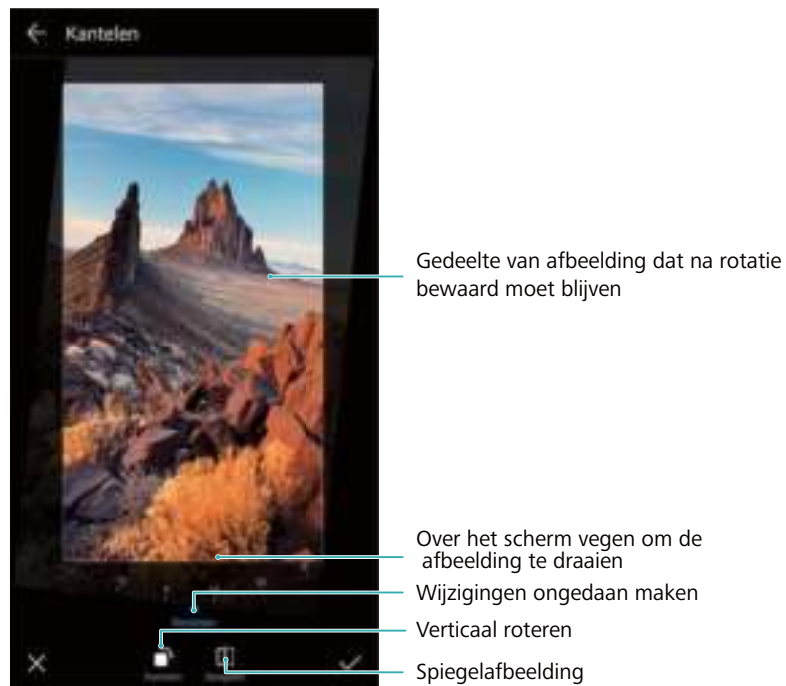 Kantelen
Gedeelte van afbeelding dat na rotatie
bewaard moet blijven
Over het scherm vegen om de
afbeelding te draaien
Wijzigingen ongedaan maken
Verticaal roteren
Spiegelafbeelding